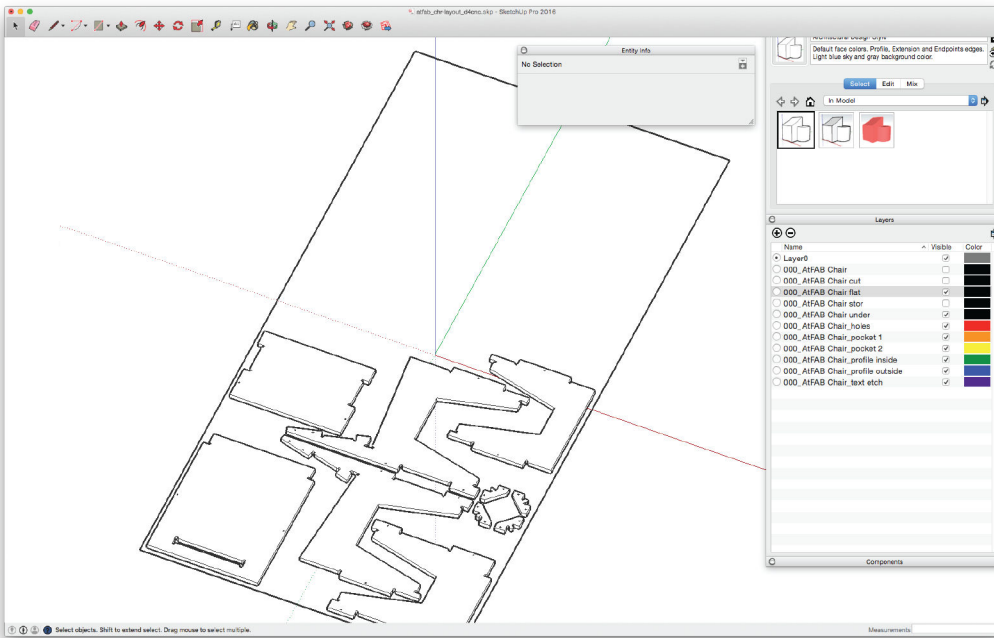 atfab_chr-layout_d4cnc.skp - SketchUp Pro 2016
Entity Info
No Selection
Architectural Design Style
Default face colors, Profile, Extension and Endpoints edges.
Light blue sky and gray background color.
Select Edit Mix
In Model
Layers
Name Visible Color
Layer0
000_AtFAB Chair
000_AtFAB Chair cut
000_AtFAB Chair flat
000_AtFAB Chair stor
000_AtFAB Chair under
000_AtFAB Chair_holes
000_AtFAB Chair_pocket 1
000_AtFAB Chair_pocket 2
000_AtFAB Chair_profile inside
000_AtFAB Chair_profile outside
000_AtFAB Chair_text etch
Components
Select objects. Shift to extend select. Drag mouse to select multiple.
Measurements